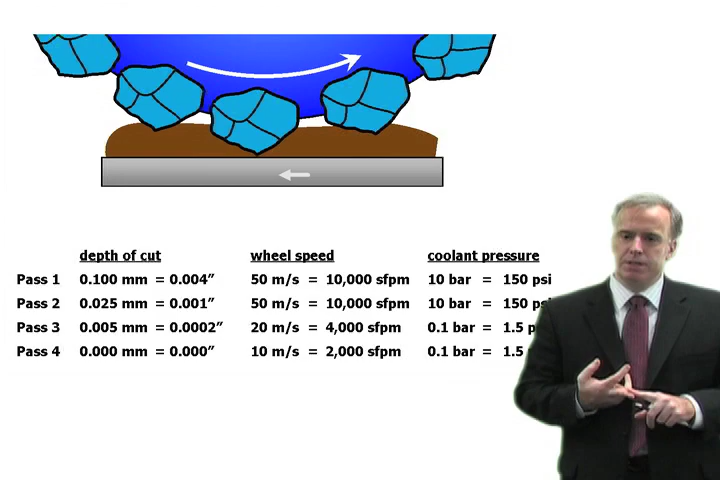 depth of cut wheel speed coolant pressure
Pass 1 0.100 mm = 0.004” 50 m/s = 10,000 sfpm 10 bar = 150 psi
Pass 2 0.025 mm = 0.001” 50 m/s = 10,000 sfpm 10 bar = 150 psi
Pass 3 0.005 mm = 0.0002” 20 m/s = 4,000 sfpm 0.1 bar = 1.5
Pass 4 0.000 mm = 0.000” 10 m/s = 2,000 sfpm 0.1 bar = 1.5